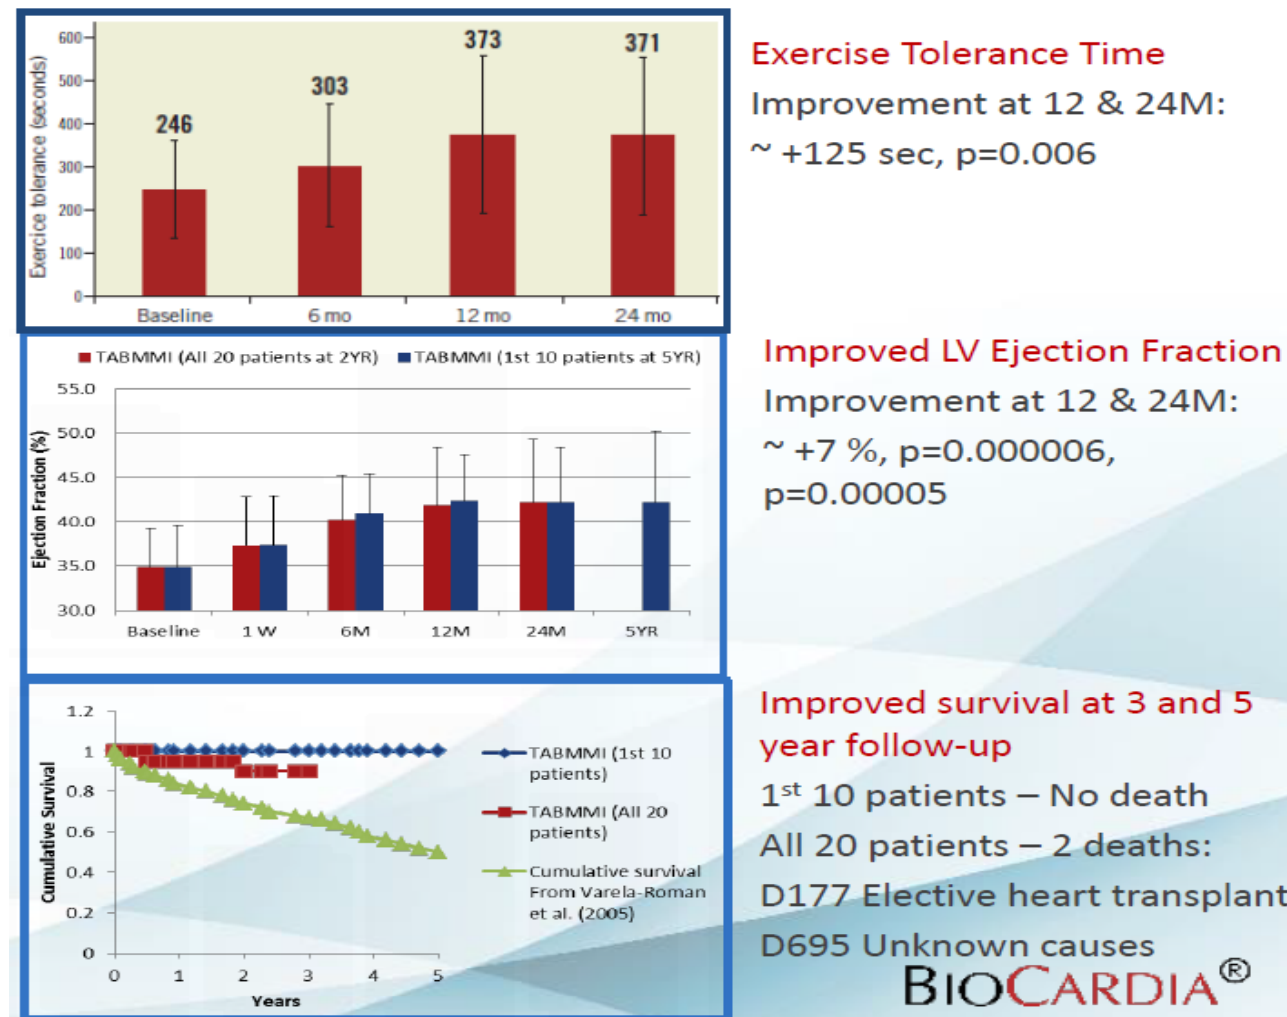 Exercice tolerance (seconds)
600
500
400
300
200
100
0
246
303
373
371
Baseline
6 mo
12 mo
24 mo
Exercise Tolerance Time
Improvement at 12 & 24M:
~ +125 sec, p=0.006
TABMMI (All 20 patients at 2YR)
TABMMI (1st 10 patients at 5YR)
Ejection Fraction (%)
55.0
50.0
45.0
40.0
35.0
30.0
Baseline
1 W
6M
12M
24M
5YR
Improved LV Ejection Fraction
Improvement at 12 & 24M:
~ +7 %, p=0.000006,
p=0.00005
Cumulative Survival
1.2
1
0.8
0.6
0.4
0.2
0
0
1
2
3
4
5
Years
TABMMI (1st 10
patients)
TABMMI (All 20
patients)
Cumulative survival
From Varela-Roman
et al. (2005)
Improved survival at 3 and 5
year follow-up
1st 10 patients – No death
All 20 patients – 2 deaths:
D177 Elective heart transplant
D695 Unknown causes
BIOCARDIA®